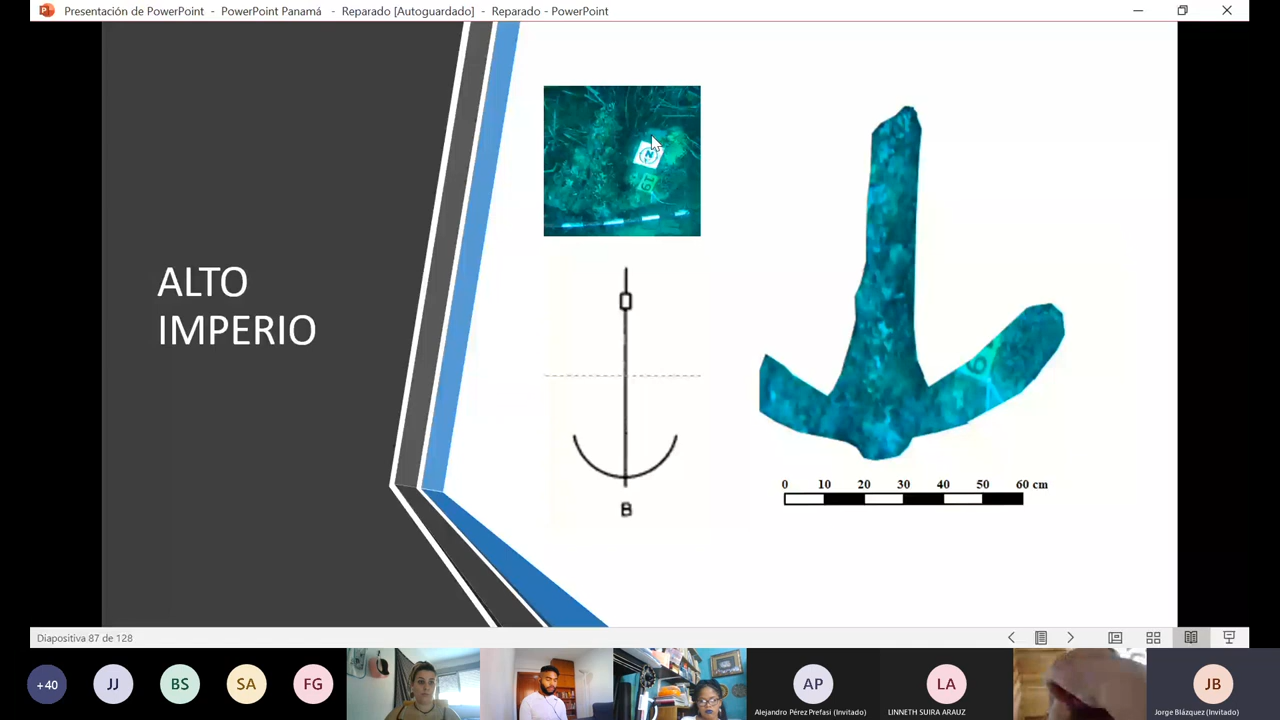 Presentación de PowerPoint - PowerPoint Panamá - Reparado [Autoguardado] - Reparado - PowerPoint
ALTO
IMPERIO
N
19
B
19
0 10 20 30 40 50 60 cm
Diapositiva 87 de 128
+40
JJ
BS
SA
FG
AP
Alejandro Pérez Prefasi (Invitado)
LA
LINNETH SUIRA ARAUZ
JB
Jorge Blázquez (Invitado)